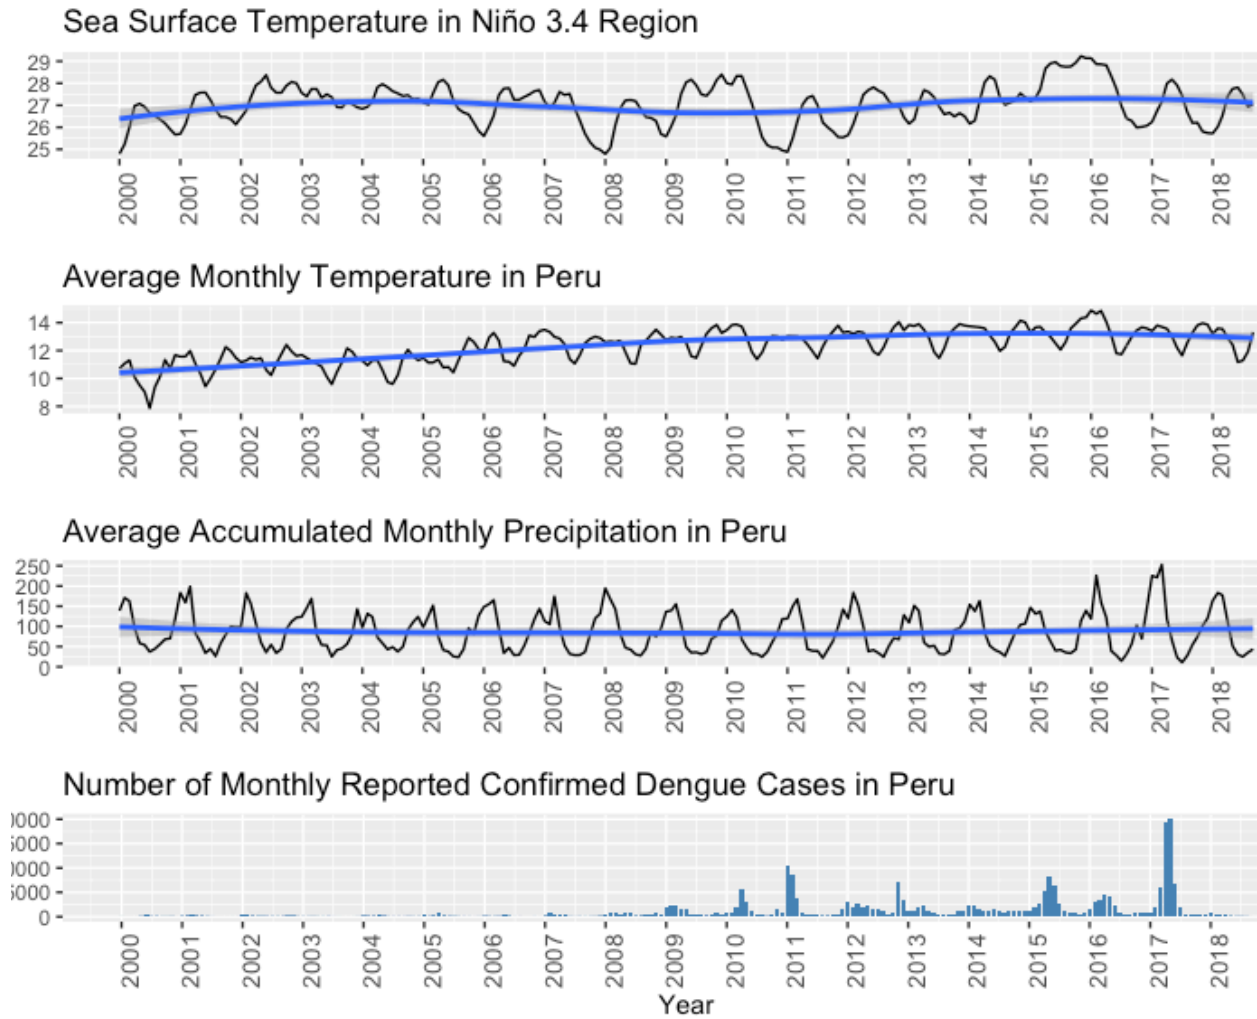 Sea Surface Temperature in Niño 3.4 Region
29
28
27
26
25
2000 2001 2002 2003 2004 2005 2006 2007 2008 2009 2010 2011 2012 2013 2014 2015 2016 2017 2018
Average Monthly Temperature in Peru
14
12
10
8
2000 2001 2002 2003 2004 2005 2006 2007 2008 2009 2010 2011 2012 2013 2014 2015 2016 2017 2018
Average Accumulated Monthly Precipitation in Peru
250
200
150
100
50
0
2000 2001 2002 2003 2004 2005 2006 2007 2008 2009 2010 2011 2012 2013 2014 2015 2016 2017 2018
Number of Monthly Reported Confirmed Dengue Cases in Peru
0000
5000
0000
5000
0
2000 2001 2002 2003 2004 2005 2006 2007 2008 2009 2010 2011 2012 2013 2014 2015 2016 2017 2018
Year